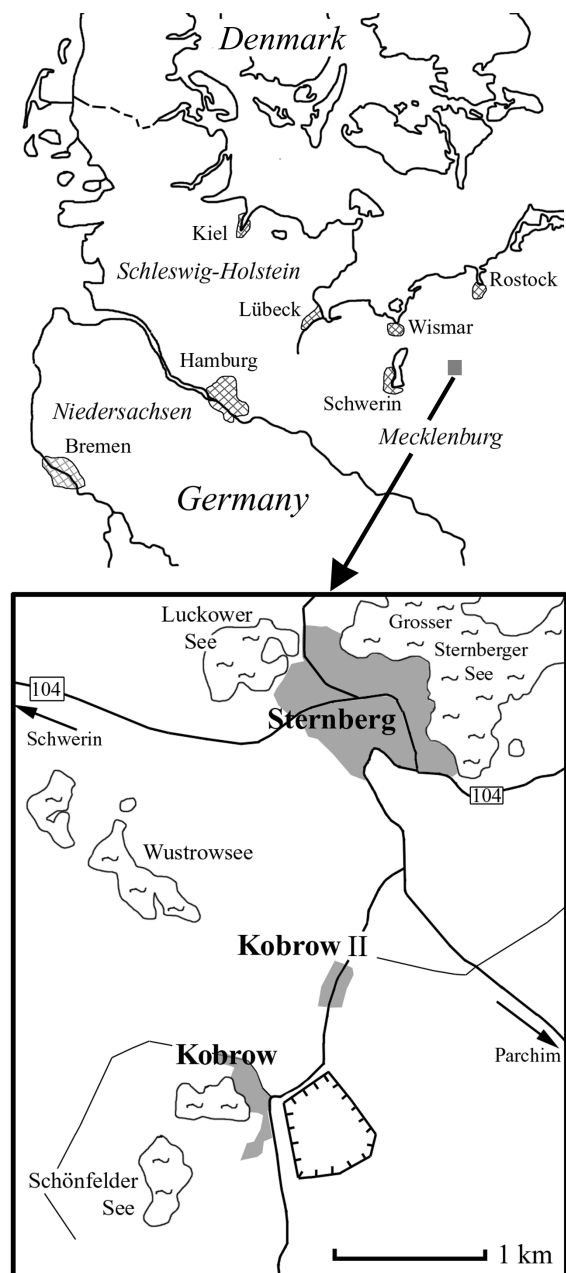 Denmark
Kiel
Schleswig-Holstein
Rostock
Lübeck
Wismar
Hamburg
Schwerin
Niedersachsen
Mecklenburg
Bremen
Germany
Luckower
See
Grosser
Sternberger
See
104
Sternberg
Schwerin
104
Wustrowsee
Kobrow II
Kobrow
Parchim
Schönfelder
See
1 km